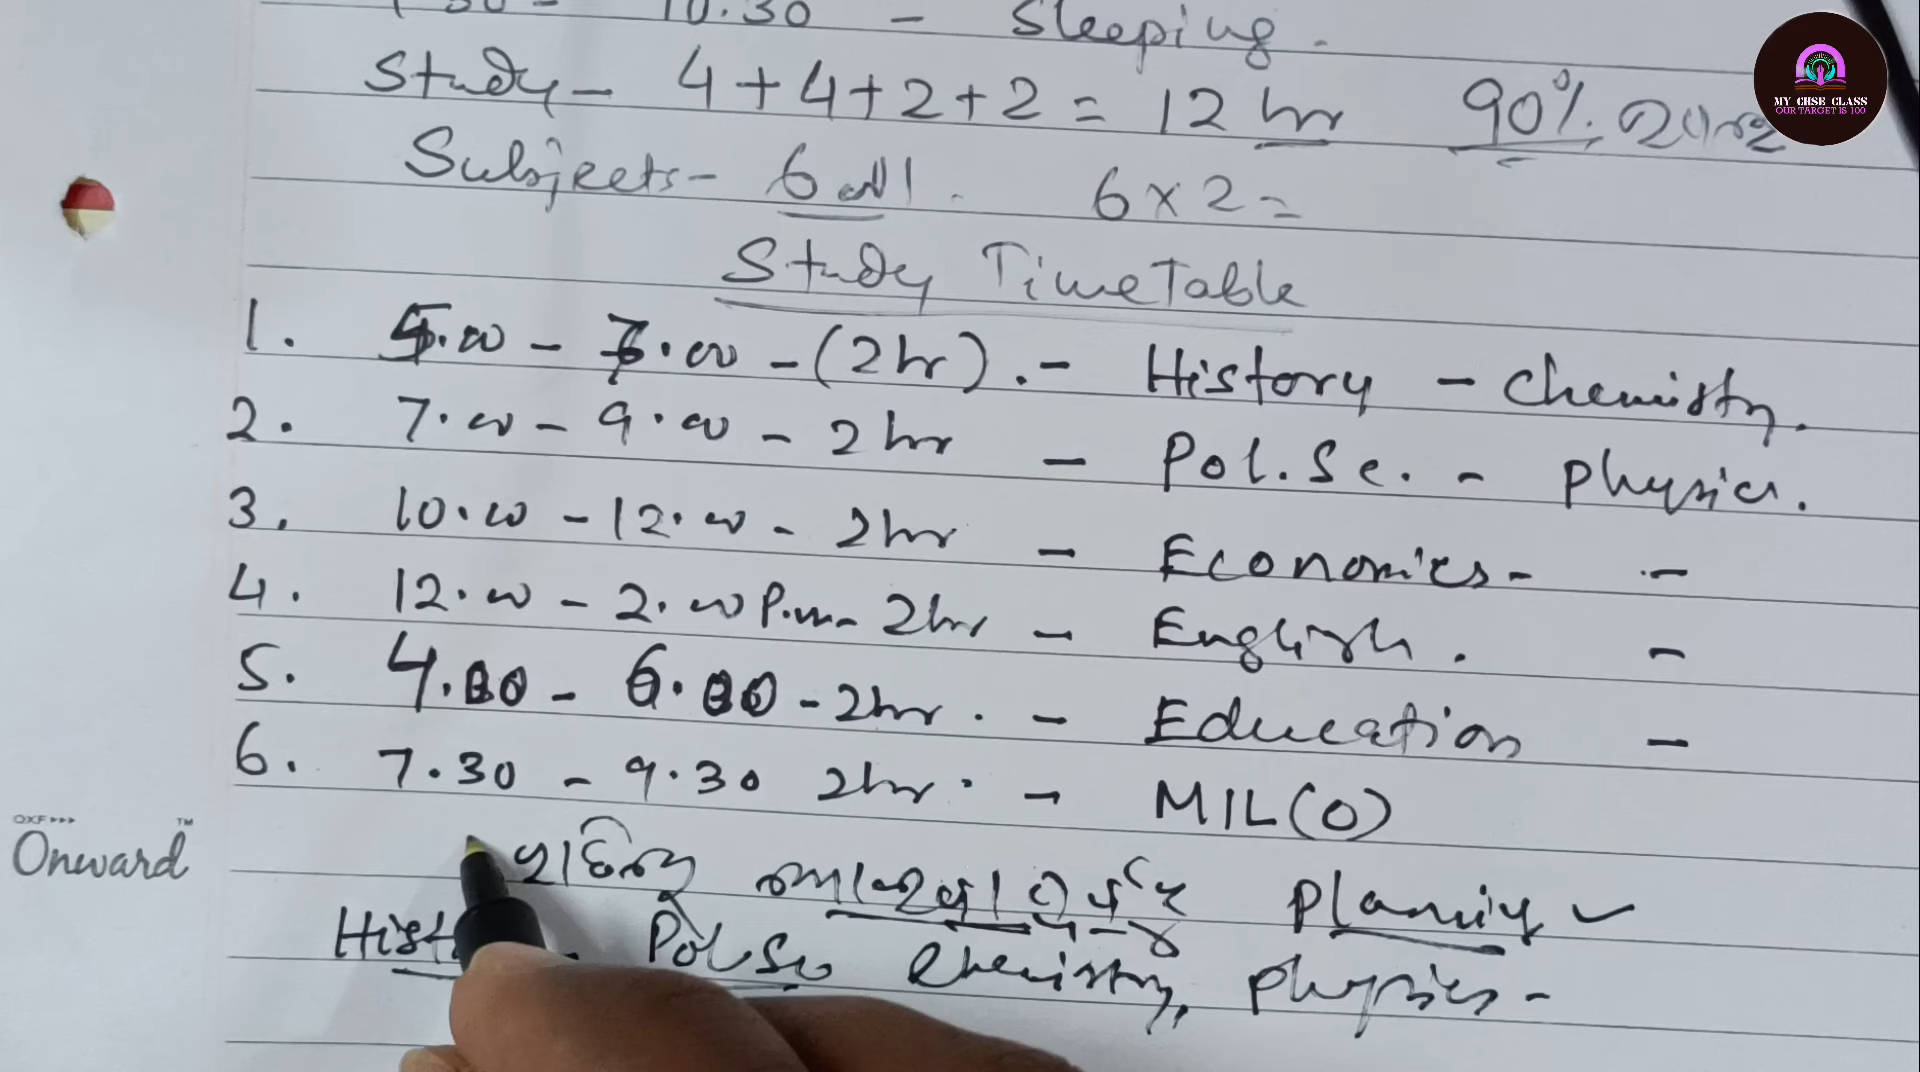 10.30 - Sleeping.
Study - 4+4+2+2 = 12 hr 90%
MY CHSE CLASS
OUR TARGET IS 100
Subjects - 6 6×2=
Study TimeTable
1. 5.00 - 7.00 - (2hr). - History - Chemistry.
2. 7.00 - 9.00 - 2hr - Pol.Sc. - Physics.
3. 10.00 - 12.00 - 2hr - Economics - -
4. 12.00 - 2.00 P.m - 2hr - English. -
5. 4.00 - 6.00 - 2hr. - Education -
6. 7.30 - 9.30 2hr. - MIL(O)
Planniy ✓
Pol Sc Chemistry, Physics -
OXF▸▸▸ ™
Onward